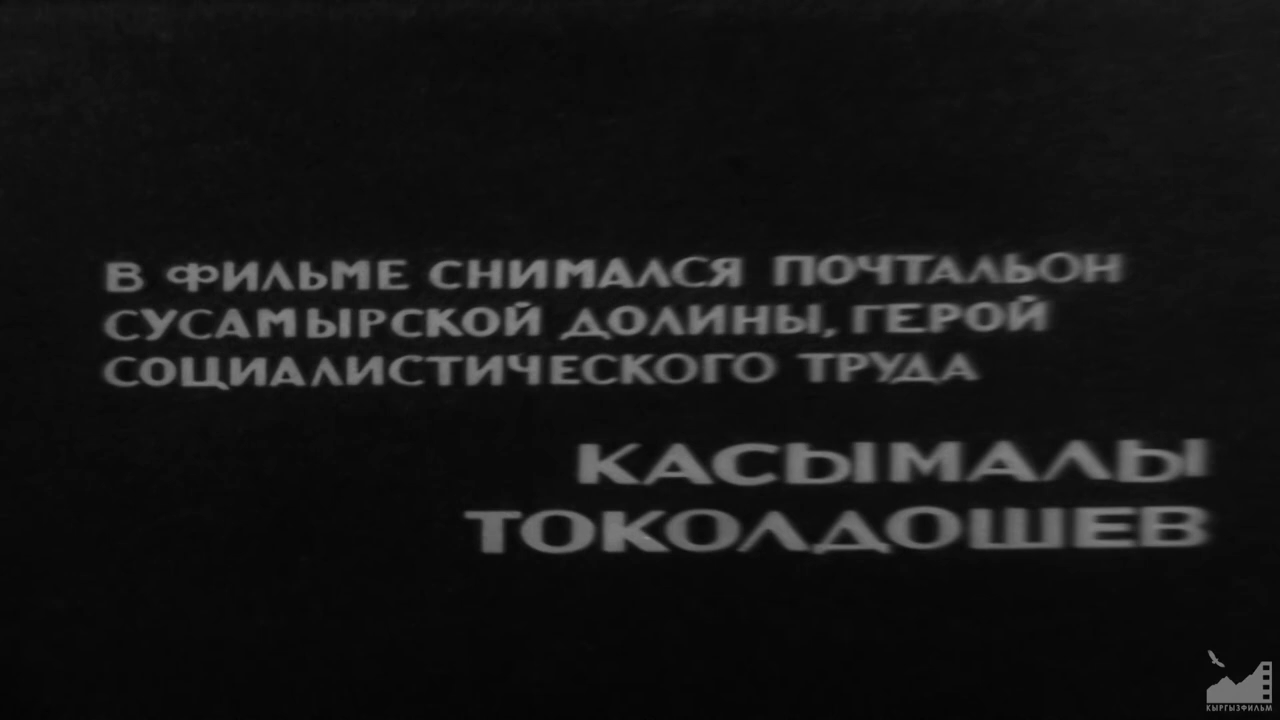 В ФИЛЬМЕ СНИМАЛСЯ ПОЧТАЛЬОН
СУСАМЫРСКОЙ ДОЛИНЫ, ГЕРОЙ
СОЦИАЛИСТИЧЕСКОГО ТРУДА
КАСЫМАЛЫ
ТОКОЛДОШЕВ
КЫРГЫЗФИЛЬМ